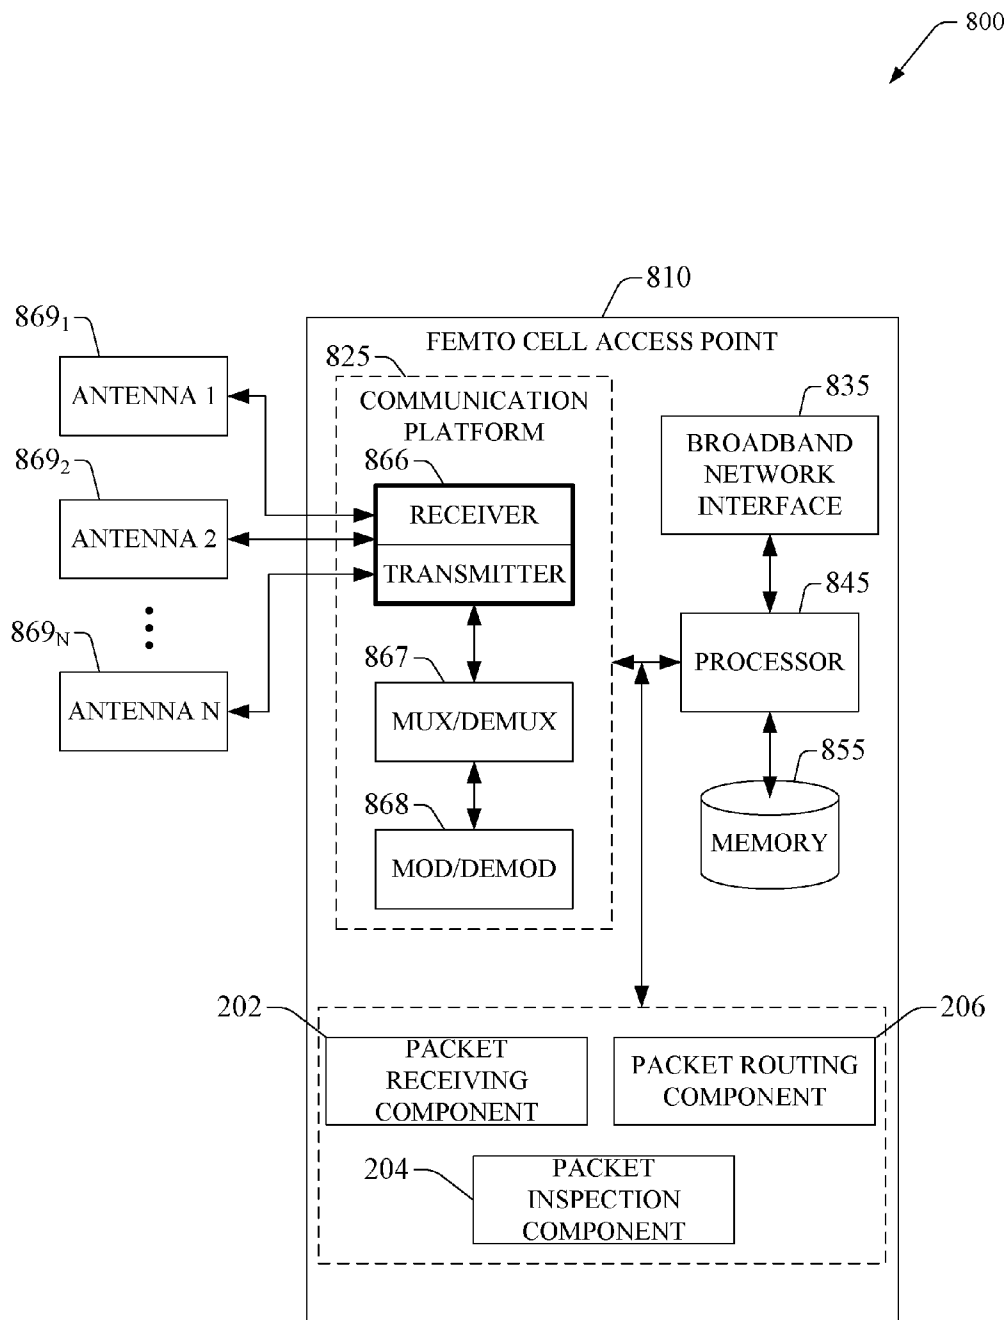 800
810
869₁
FEMTO CELL ACCESS POINT
825
ANTENNA 1
COMMUNICATION
PLATFORM
835
BROADBAND
NETWORK
INTERFACE
869₂
866
ANTENNA 2
RECEIVER
TRANSMITTER
845
869N
867
PROCESSOR
ANTENNA N
MUX/DEMUX
855
868
MEMORY
MOD/DEMOD
202
206
PACKET
RECEIVING
COMPONENT
PACKET ROUTING
COMPONENT
204
PACKET
INSPECTION
COMPONENT